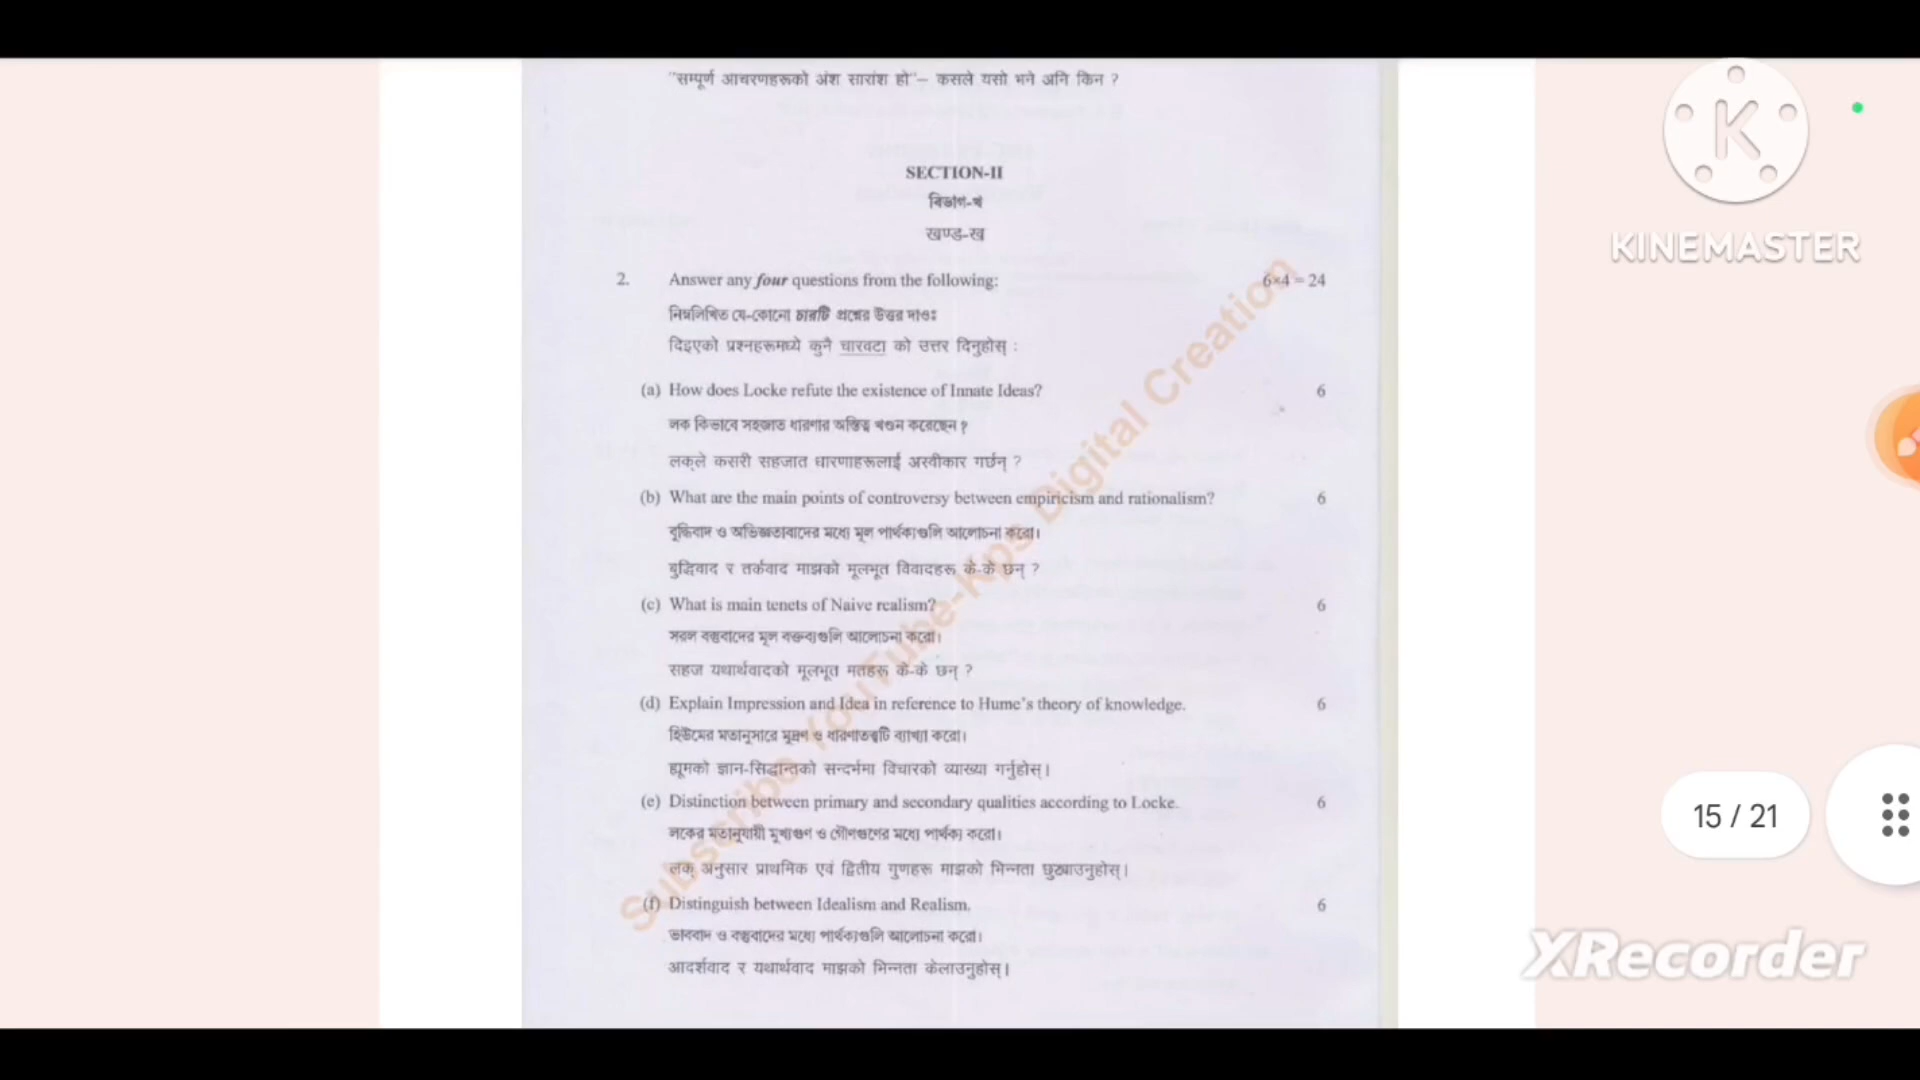 "सम्पूर्ण आचरणहरूको अंश सारांश हो"– कसले यसो भने अनि किन ?
KINEMASTER
SECTION-II
বিভাগ-খ
खण्ड-ख
2. Answer any four questions from the following: 6×4 = 24
নিম্নলিখিত যে-কোনো চারটি প্রশ্নের উত্তর দাওঃ
दिइएको प्रश्नहरूमध्ये कुनै चारवटा को उत्तर दिनुहोस् :
(a) How does Locke refute the existence of Innate Ideas? 6
লক কিভাবে সহজাত ধারণার অস্তিত্ব খণ্ডন করেছেন ?
लक्ले कसरी सहजात धारणाहरूलाई अस्वीकार गर्छन् ?
(b) What are the main points of controversy between empiricism and rationalism? 6
বুদ্ধিবাদ ও অভিজ্ঞতাবাদের মধ্যে মূল পার্থক্যগুলি আলোচনা করো।
बुद्धिवाद र तर्कवाद माझको मूलभूत विवादहरू के-के छन् ?
(c) What is main tenets of Naive realism? 6
সরল বস্তুবাদের মূল বক্তব্যগুলি আলোচনা করো।
सहज यथार्थवादको मूलभूत मतहरू के-के छन् ?
(d) Explain Impression and Idea in reference to Hume's theory of knowledge. 6
হিউমের মতানুসারে মুদ্রণ ও ধারণাতত্ত্বটি ব্যাখ্যা করো।
ह्यूमको ज्ञान-सिद्धान्तको सन्दर्भमा विचारको व्याख्या गर्नुहोस्।
(e) Distinction between primary and secondary qualities according to Locke. 6
লকের মতানুযায়ী মুখ্যগুণ ও গৌণগুণের মধ্যে পার্থক্য করো।
लक् अनुसार प्राथमिक एवं द्वितीय गुणहरू माझको भिन्नता छुट्याउनुहोस्।
(f) Distinguish between Idealism and Realism. 6
ভাববাদ ও বস্তুবাদের মধ্যে পার্থক্যগুলি আলোচনা করো।
आदर्शवाद र यथार्थवाद माझको भिन्नता केलाउनुहोस्।
Subscribe YouTube-Kps Digital Creation
15 / 21
XRecorder